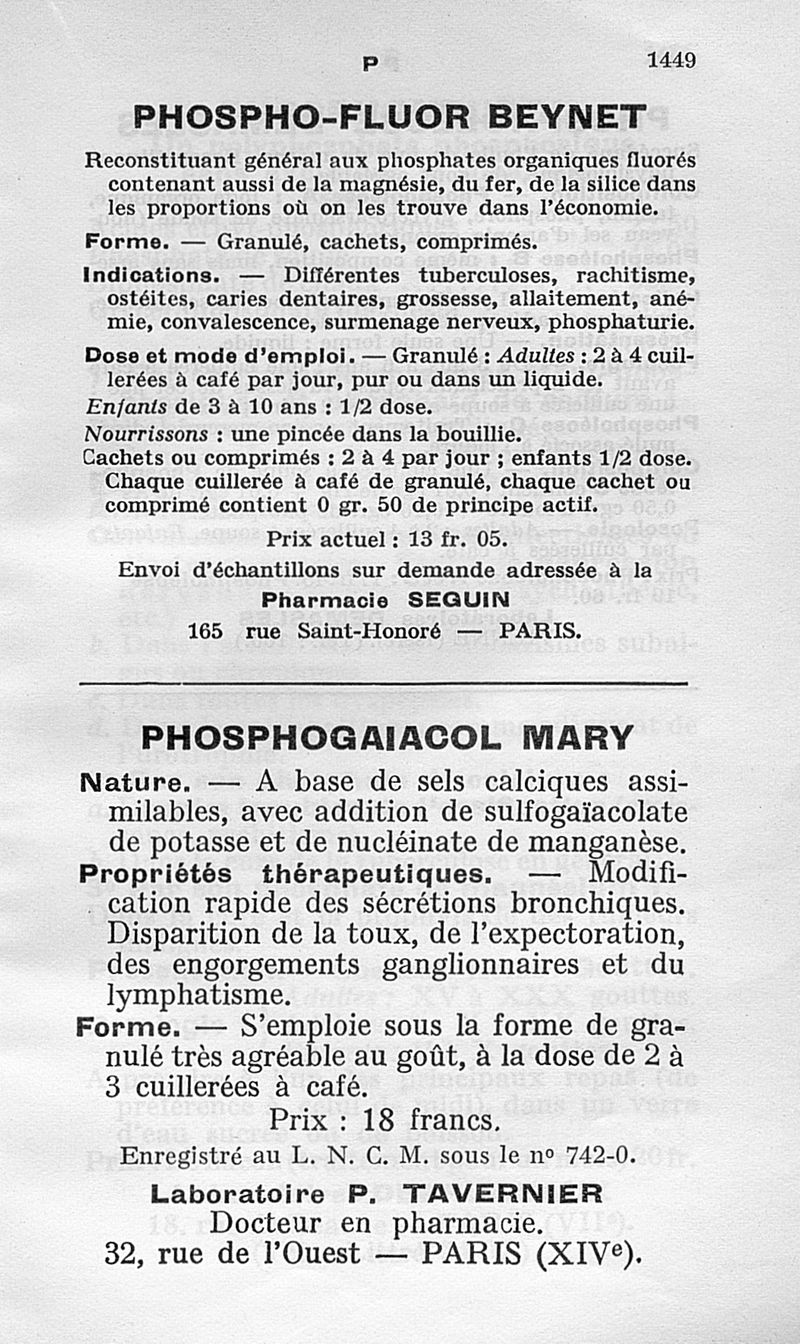 P
1449
PHOSPHO-FLUOR BEYNET
Reconstituant général aux phosphates organiques fluorés
contenant aussi de la magnésie, du fer, de la silice dans
les proportions où on les trouve dans l'économie.
Forme. — Granulé, cachets, comprimés.
Indications. — Différentes tuberculoses, rachitisme,
ostéites, caries dentaires, grossesse, allaitement, ané-
mie, convalescence, surmenage nerveux, phosphaturie.
Dose et mode d'emploi. — Granulé : Adultes : 2 à 4 cuil-
lerées à café par jour, pur ou dans un liquide.
Enfants de 3 à 10 ans : 1/2 dose.
Nourrissons : une pincée dans la bouillie.
Cachets ou comprimés : 2 à 4 par jour ; enfants 1/2 dose.
Chaque cuillerée à café de granulé, chaque cachet ou
comprimé contient 0 gr. 50 de principe actif.
Prix actuel : 13 fr. 05.
Envoi d'échantillons sur demande adressée à la
Pharmacie SEGUIN
165 rue Saint-Honoré — PARIS.
PHOSPHOGAIACOL MARY
Nature. — A base de sels calciques assi-
milables, avec addition de sulfogaïacolate
de potasse et de nucléinate de manganèse.
Propriétés thérapeutiques. — Modifi-
cation rapide des sécrétions bronchiques.
Disparition de la toux, de l'expectoration,
des engorgements ganglionnaires et du
lymphatisme.
Forme. — S'emploie sous la forme de gra-
nulé très agréable au goût, à la dose de 2 à
3 cuillerées à café.
Prix : 18 francs.
Enregistré au L. N. C. M. sous le nº 742-0.
Laboratoire P. TAVERNIER
Docteur en pharmacie.
32, rue de l'Ouest — PARIS (XIVᵉ).